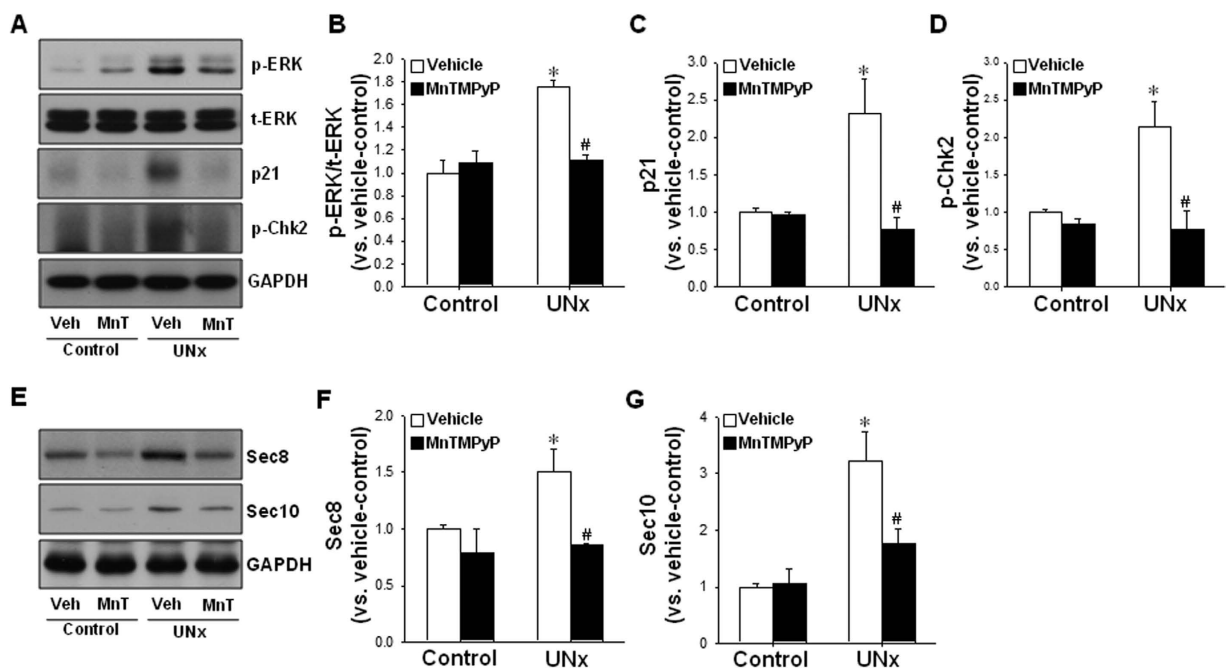 A
p-ERK
t-ERK
p21
p-Chk2
GAPDH
Veh MnT Veh MnT
Control UNx
B
p-ERK/t-ERK
(vs. vehicle-control)
2.0
1.8
1.6
1.4
1.2
1.0
0.8
0.6
0.4
0.2
0.0
Vehicle
MnTMPyP
*
#
Control UNx
C
p21
(vs. vehicle-control)
3.0
2.5
2.0
1.5
1.0
0.5
0.0
Vehicle
MnTMPyP
*
#
Control UNx
D
p-Chk2
(vs. vehicle-control)
3.0
2.5
2.0
1.5
1.0
0.5
0.0
Vehicle
MnTMPyP
*
#
Control UNx
E
Sec8
Sec10
GAPDH
Veh MnT Veh MnT
Control UNx
F
Sec8
(vs. vehicle-control)
2.0
1.5
1.0
0.5
0.0
Vehicle
MnTMPyP
*
#
Control UNx
G
Sec10
(vs. vehicle-control)
4
3
2
1
0
Vehicle
MnTMPyP
*
#
Control UNx